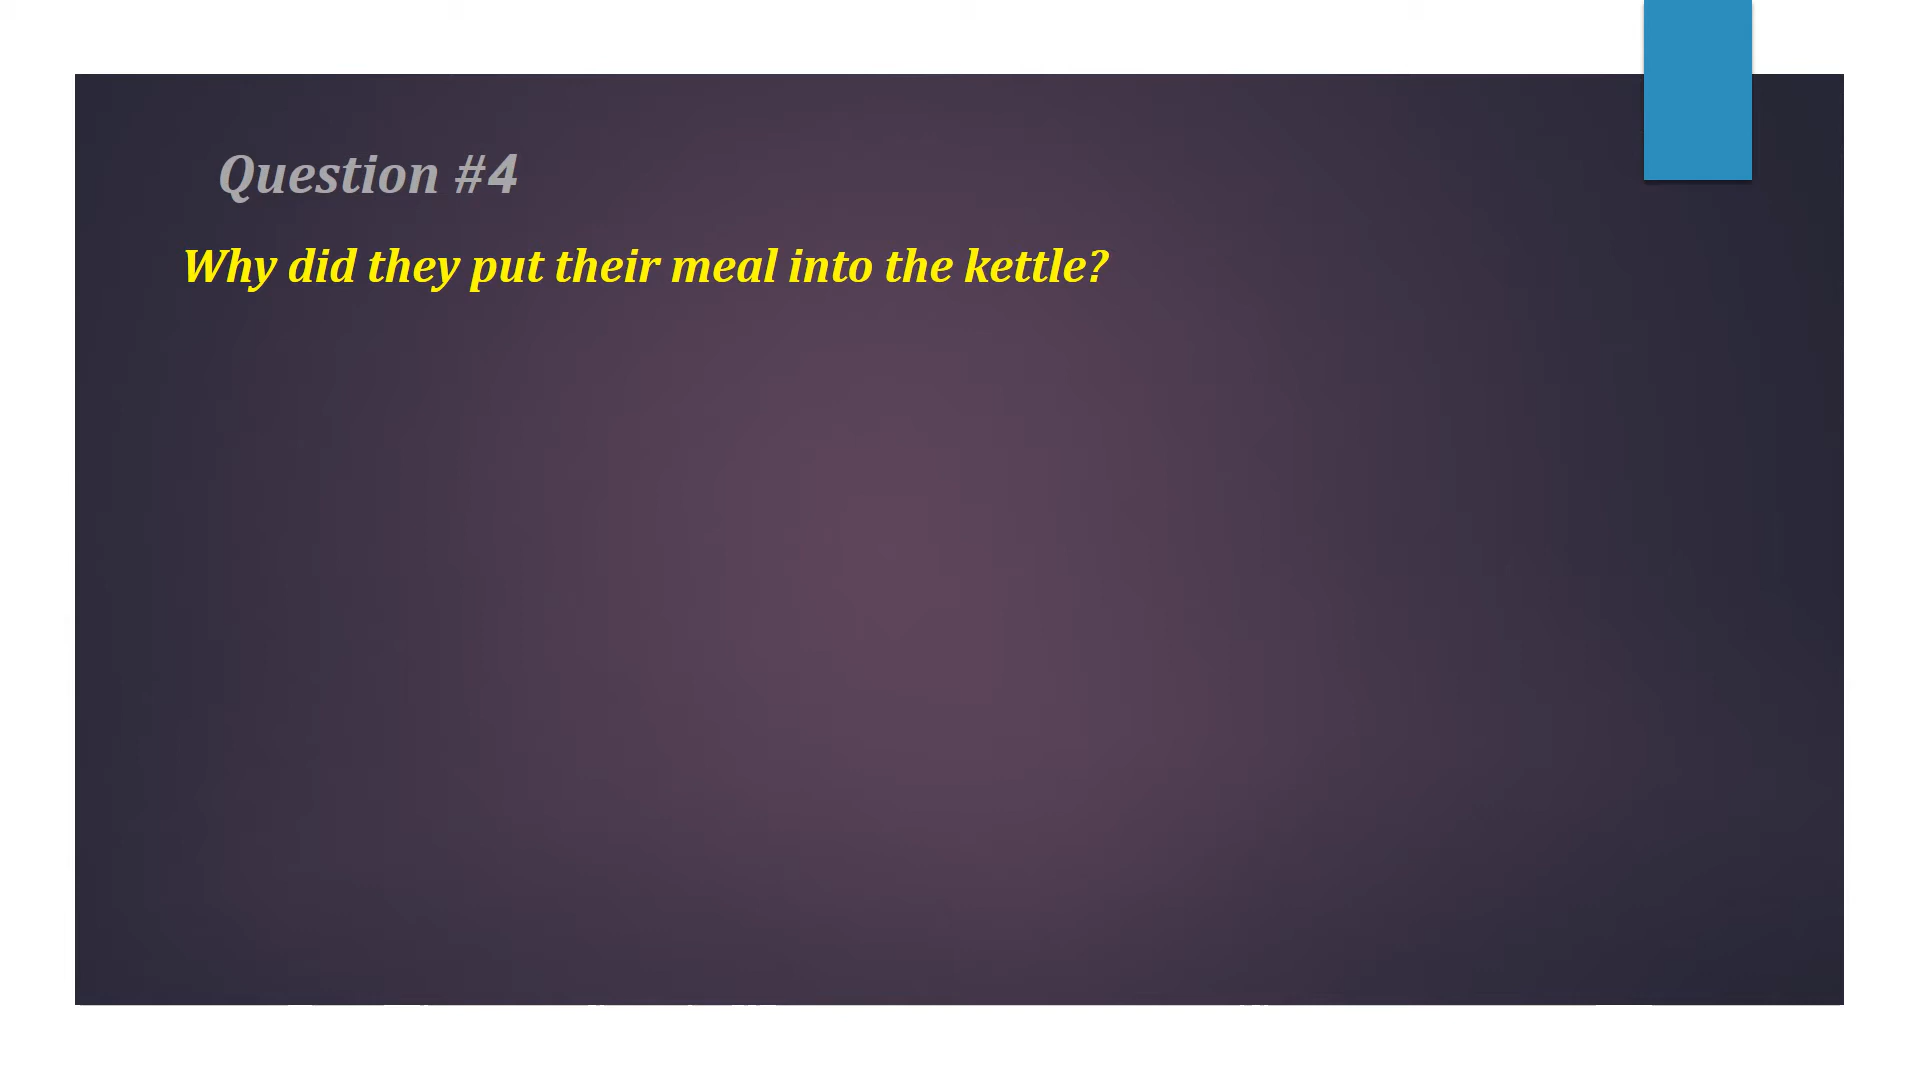 Question #4
Why did they put their meal into the kettle?